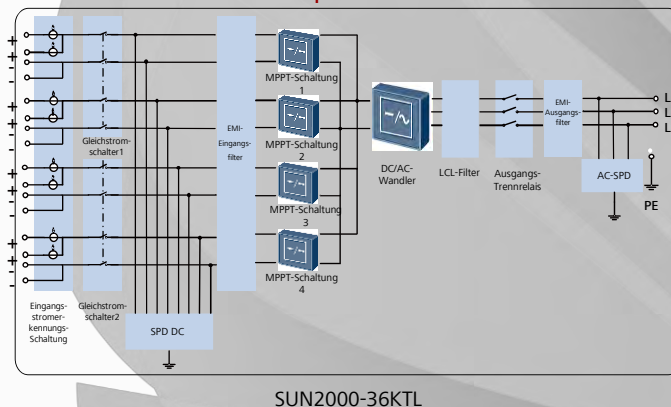 +
+
-
-
+
+
-
-
+
+
-
-
+
+
-
-
Gleichstrom-
schalter1
Eingangs-
stromer-
kennungs-
Schaltung
Gleichstrom-
schalter2
SPD DC
EMI-
Eingangs-
filter
MPPT-Schaltung
1
MPPT-Schaltung
2
MPPT-Schaltung
3
MPPT-Schaltung
4
DC/AC-
Wandler
LCL-Filter
Ausgangs-
Trennrelais
EMI-
Ausgangs-
filter
AC-SPD
L
L
L
PE
SUN2000-36KTL